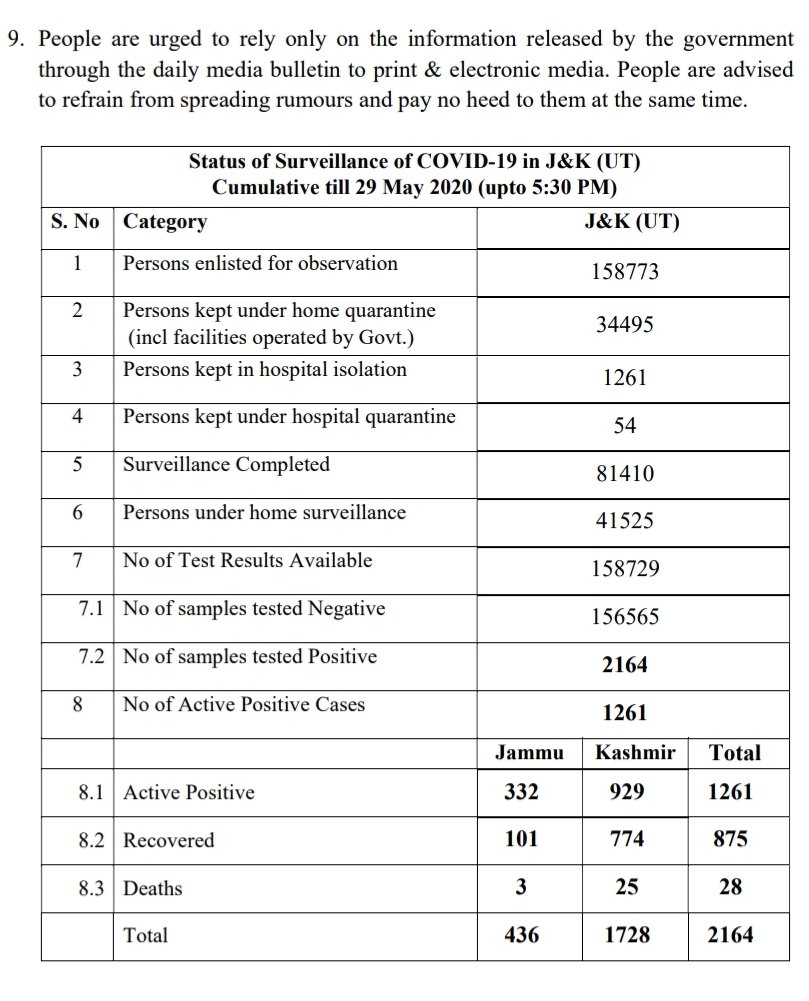 9. People are urged to rely only on the information released by the government
through the daily media bulletin to print & electronic media. People are advised
to refrain from spreading rumours and pay no heed to them at the same time.
Status of Surveillance of COVID-19 in J&K (UT)
Cumulative till 29 May 2020 (upto 5:30 PM)
S. No Category J&K (UT)
1 Persons enlisted for observation 158773
2 Persons kept under home quarantine
(incl facilities operated by Govt.) 34495
3 Persons kept in hospital isolation 1261
4 Persons kept under hospital quarantine 54
5 Surveillance Completed 81410
6 Persons under home surveillance 41525
7 No of Test Results Available 158729
7.1 No of samples tested Negative 156565
7.2 No of samples tested Positive 2164
8 No of Active Positive Cases 1261
Jammu Kashmir Total
8.1 Active Positive 332 929 1261
8.2 Recovered 101 774 875
8.3 Deaths 3 25 28
Total 436 1728 2164